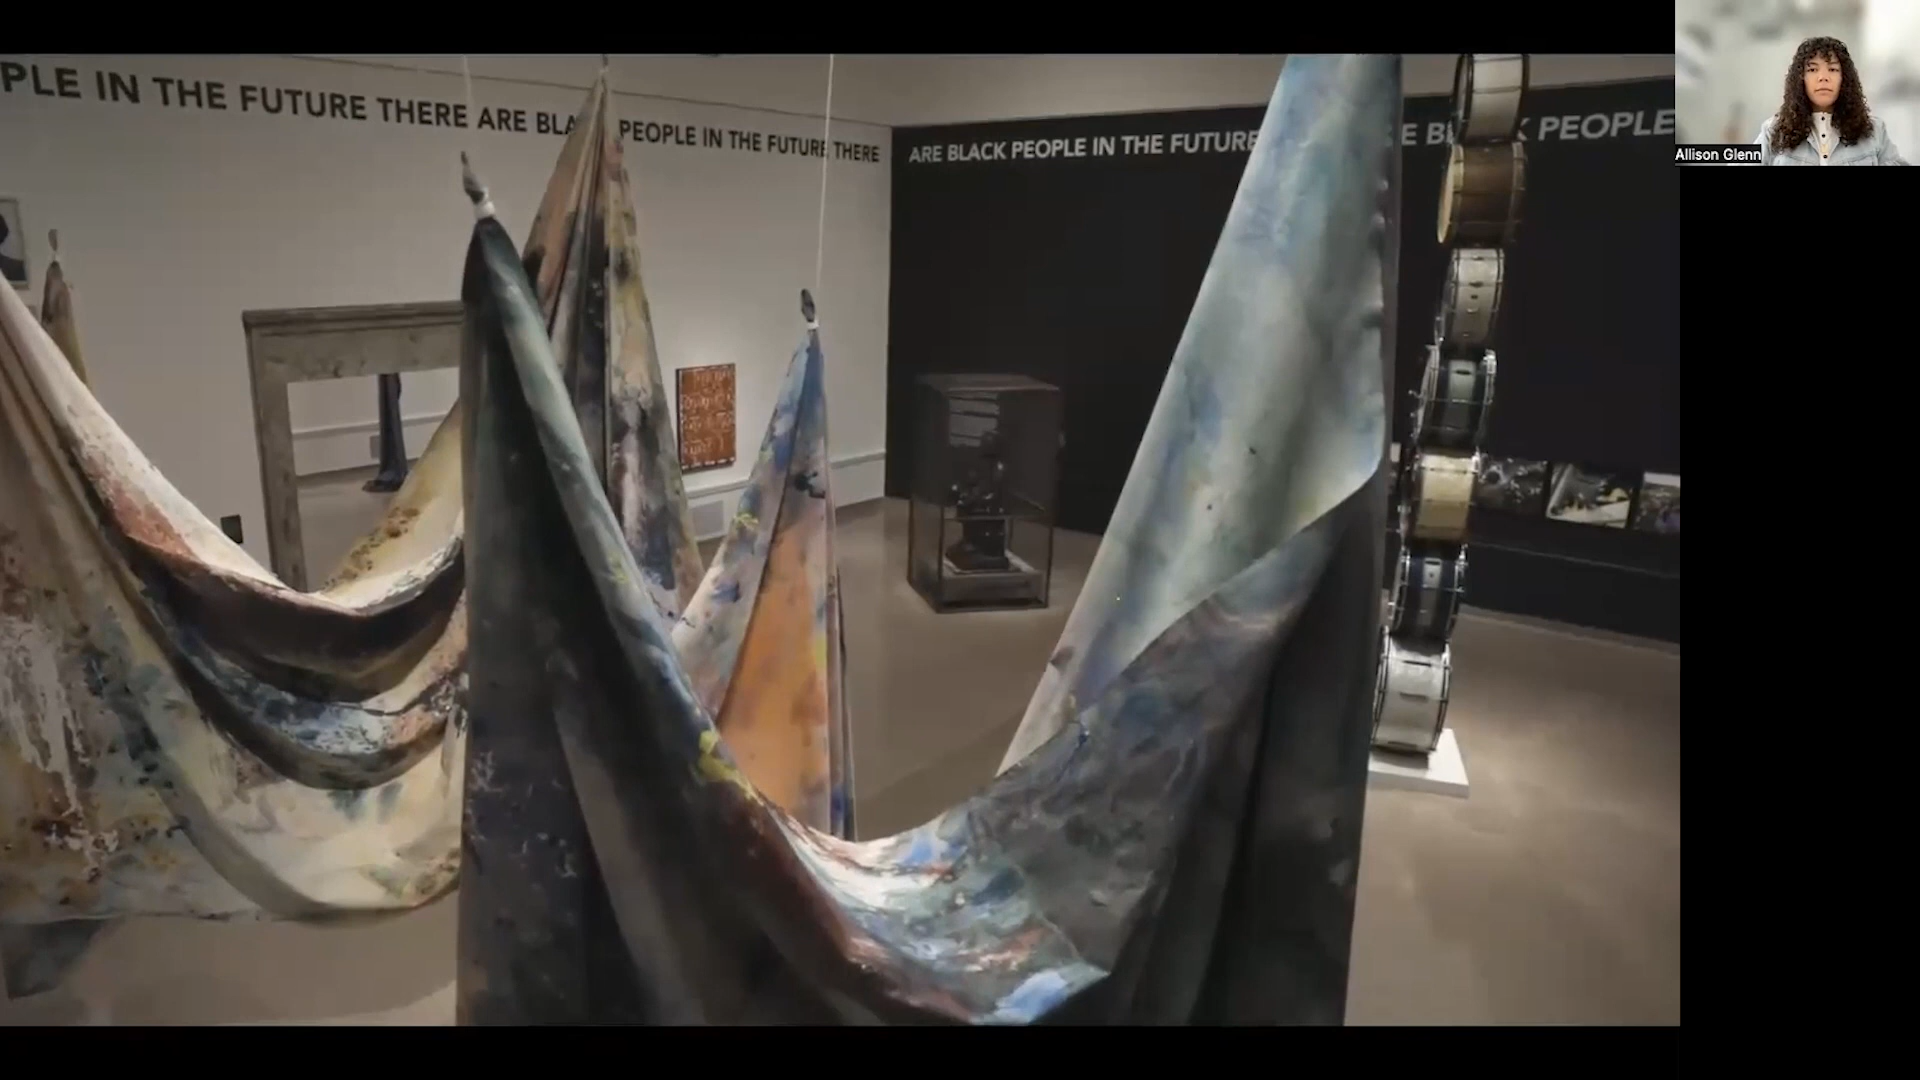 PLE IN THE FUTURE THERE ARE BLA PEOPLE IN THE FUTURE THERE
ARE BLACK PEOPLE IN THE FUTURE E BL K PEOPLE
Allison Glenn